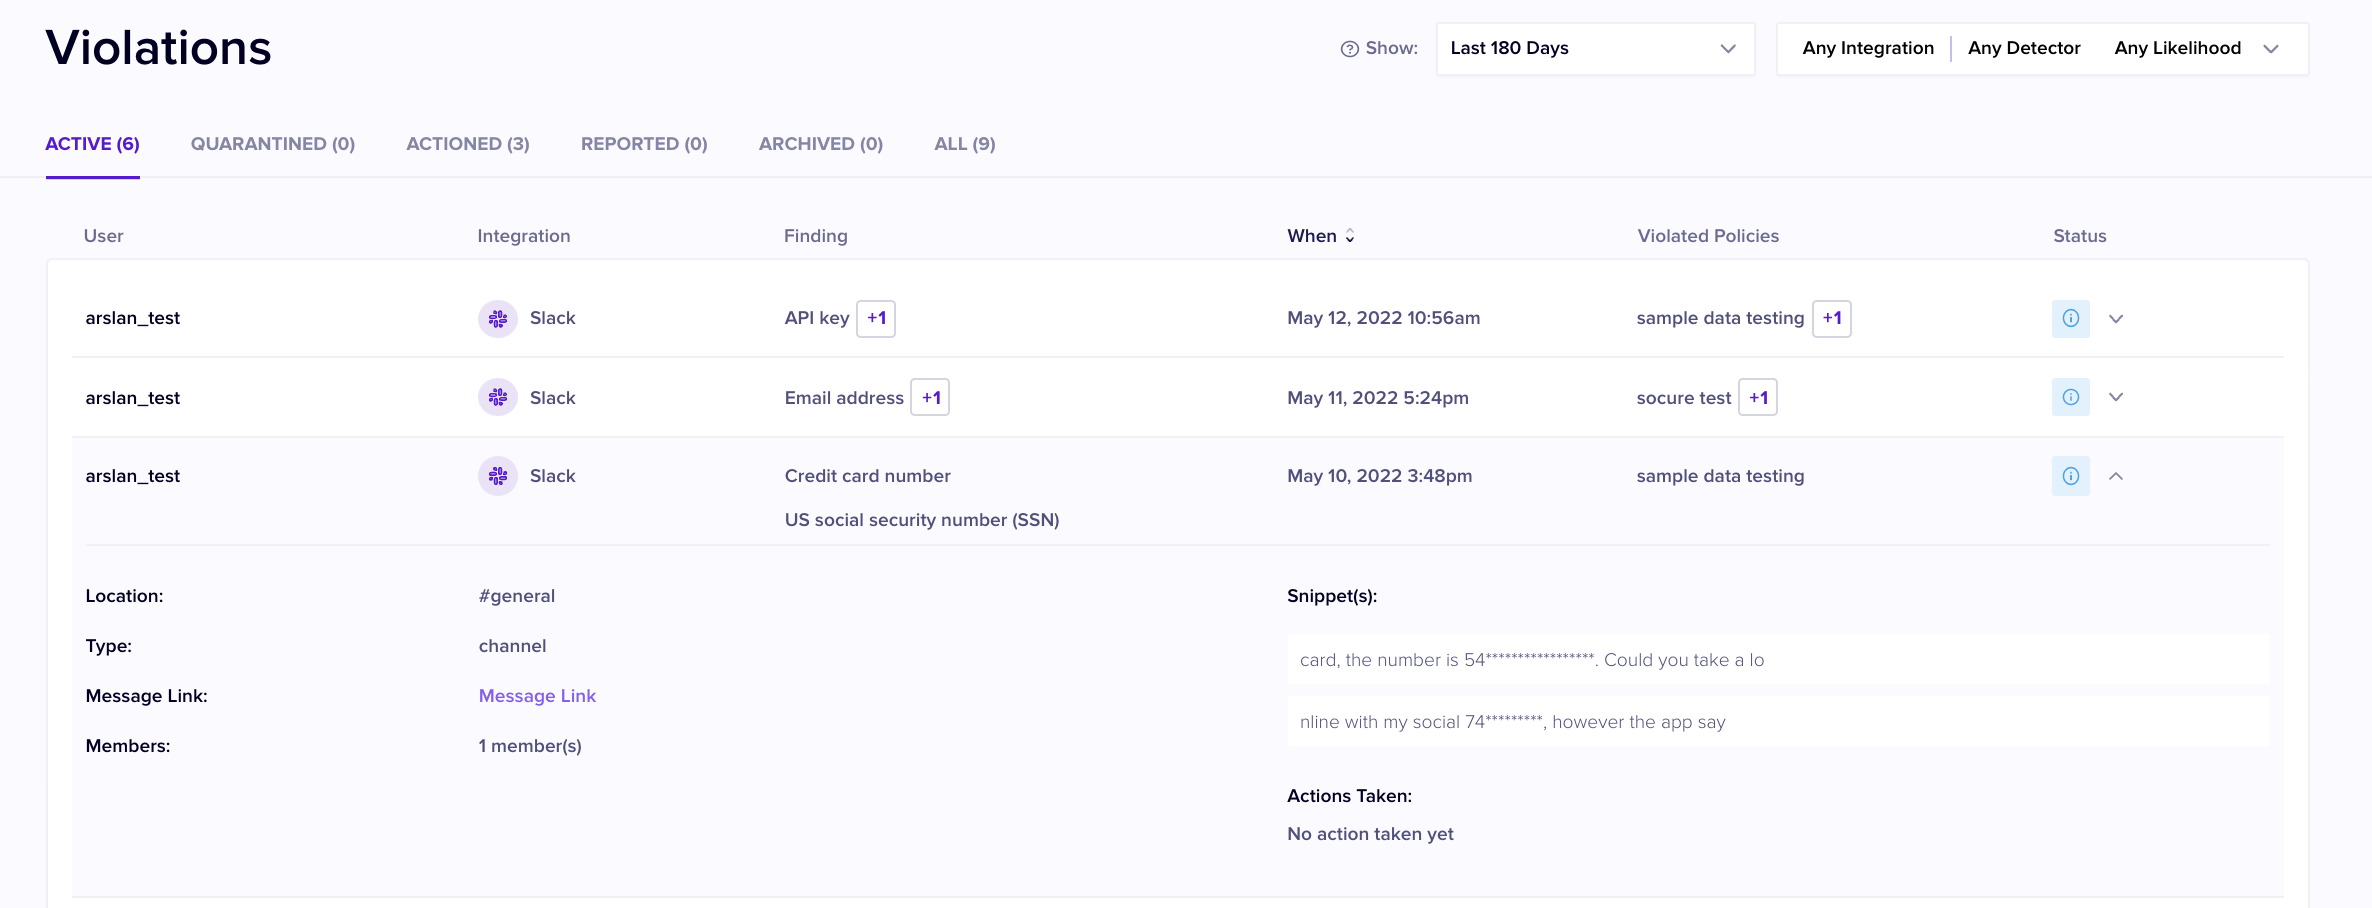 Violations
Show: Last 180 Days Any Integration Any Detector Any Likelihood
ACTIVE (6) QUARANTINED (0) ACTIONED (3) REPORTED (0) ARCHIVED (0) ALL (9)
User Integration Finding When Violated Policies Status
arslan_test Slack API key +1 May 12, 2022 10:56am sample data testing +1
arslan_test Slack Email address +1 May 11, 2022 5:24pm socure test +1
arslan_test Slack Credit card number May 10, 2022 3:48pm sample data testing
US social security number (SSN)
Location: #general
Type: channel
Message Link: Message Link
Members: 1 member(s)
Snippet(s):
card, the number is 54*****************. Could you take a lo
nline with my social 74*********, however the app say
Actions Taken:
No action taken yet